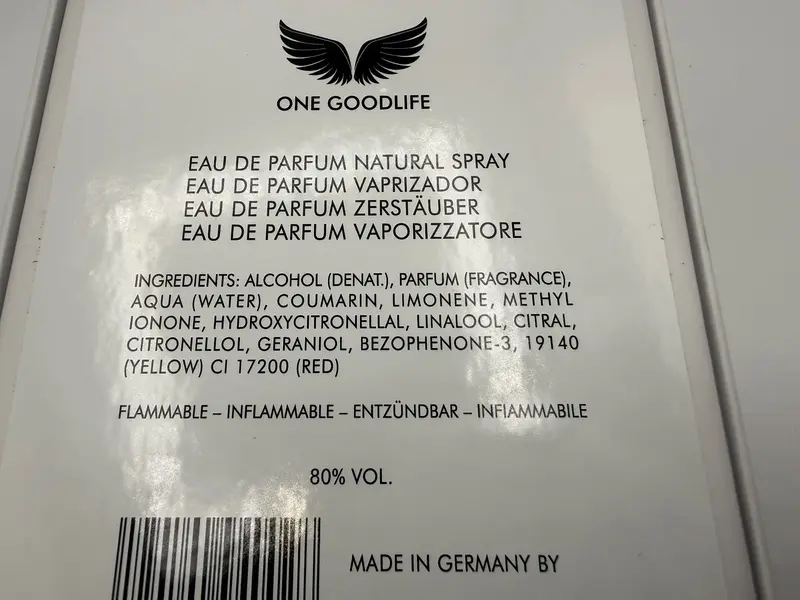 ONE GOODLIFE
EAU DE PARFUM NATURAL SPRAY
EAU DE PARFUM VAPRIZADOR
EAU DE PARFUM ZERSTÄUBER
EAU DE PARFUM VAPORIZZATORE
INGREDIENTS: ALCOHOL (DENAT.), PARFUM (FRAGRANCE),
AQUA (WATER), COUMARIN, LIMONENE, METHYL
IONONE, HYDROXYCITRONELLAL, LINALOOL, CITRAL,
CITRONELLOL, GERANIOL, BEZOPHENONE-3, 19140
(YELLOW) CI 17200 (RED)
FLAMMABLE – INFLAMMABLE – ENTZÜNDBAR – INFIAMMABILE
80% VOL.
MADE IN GERMANY BY